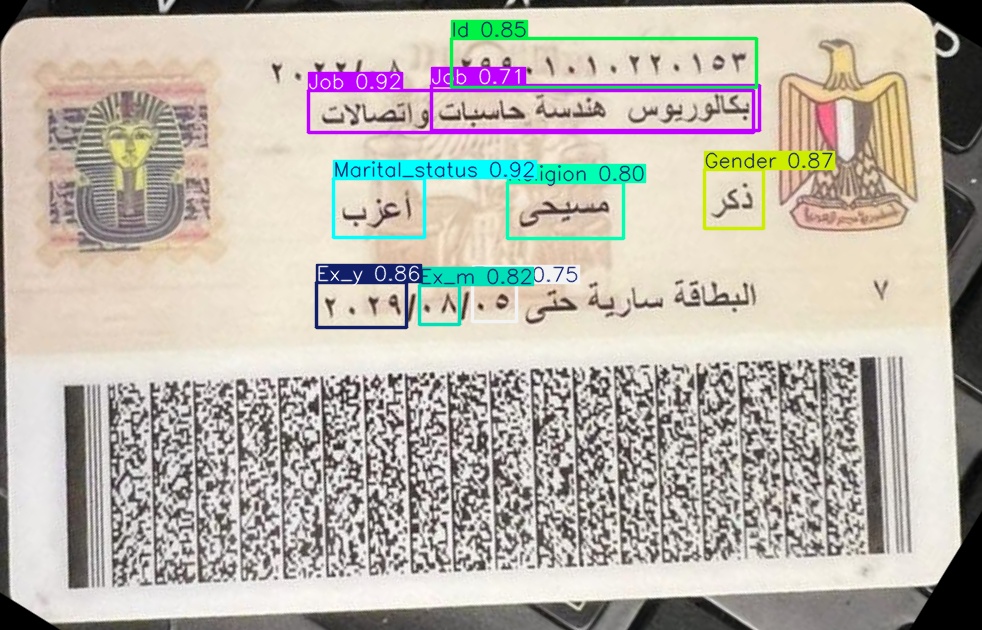 Id 0.85
٢٩٩٠١٠١٠٢٢٠١٥٣ ٢٠٢٢/٠٨
Job 0.92 Job 0.71
بكالوريوس هندسة حاسبات واتصالات
Marital_status 0.92 0.80 Gender 0.87
ذكر مسيحى أعزب
Ex_y 0.86 Ex_m 0.82 0.75
البطاقة سارية حتى ٢٠٢٩/٠٨/٠٥
٧